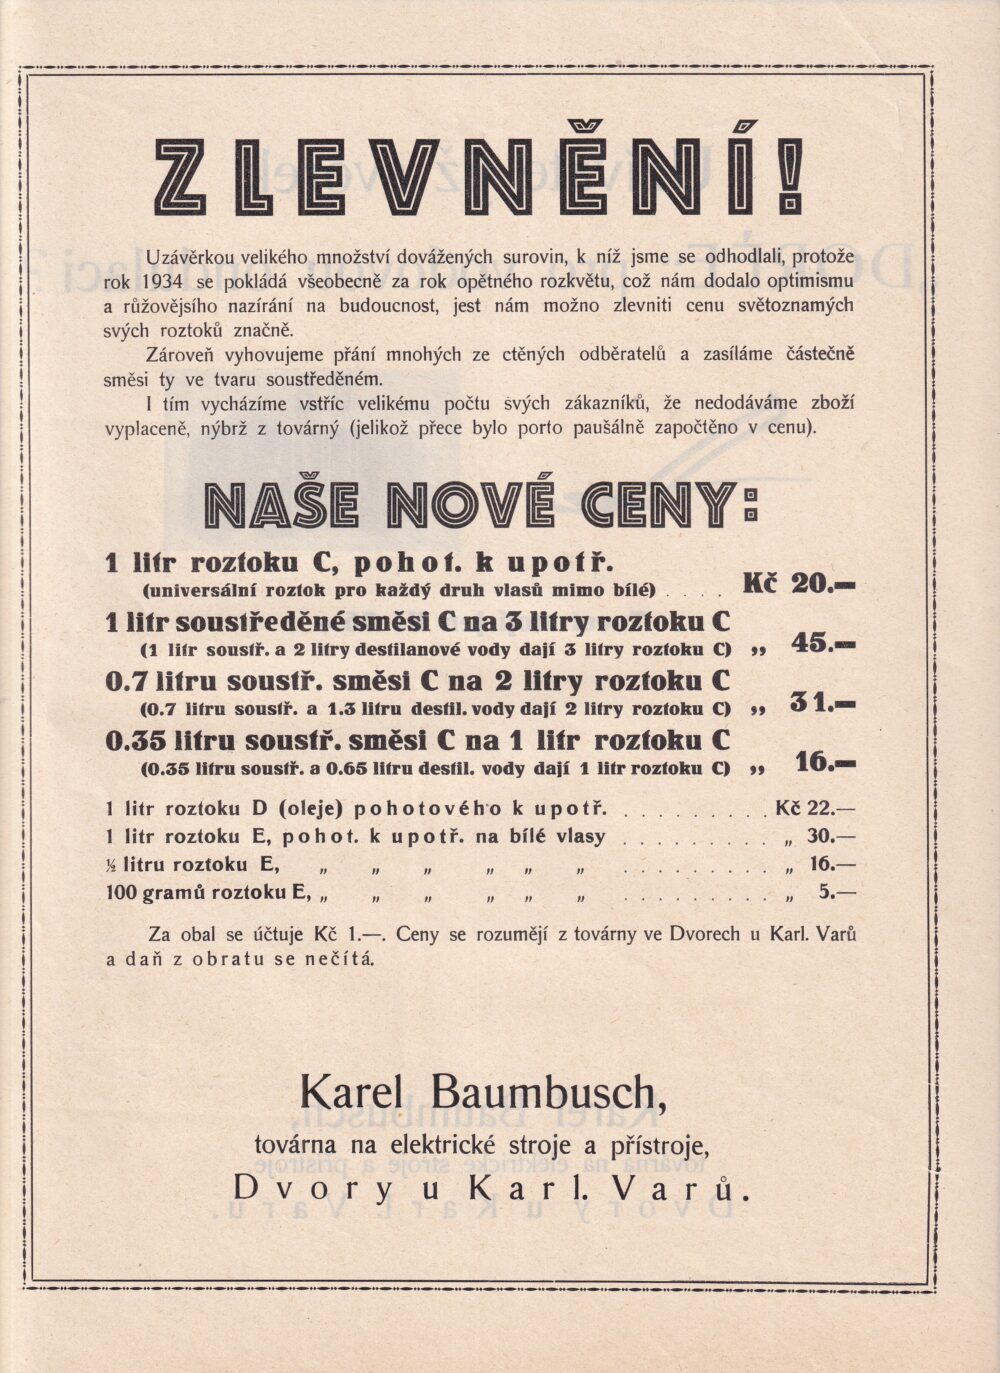 ZLEVNĚNÍ!
Uzávěrkou velikého množství dovážených surovin, k níž jsme se odhodlali, protože
rok 1934 se pokládá všeobecně za rok opětného rozkvětu, což nám dodalo optimismu
a růžovějsího nazírání na budoucnost, jest nám možno zlevniti cenu světoznamých
svých roztoků značně.
Zároveň vyhovujeme přání mnohých ze ctěných odběratelů a zasíláme částečně
směsi ty ve tvaru soustředěném.
I tím vycházíme vstříc velikému počtu svých zákazníků, že nedodáváme zboží
vyplaceně, nýbrž z továrný (jelikož přece bylo porto paušálně započtěno v cenu).
NAŠE NOVÉ CENY:
1 litr roztoku C, pohot. k upotř.
(universální roztok pro každý druh vlasů mimo bílé) . . . . Kč 20.—
1 litr soustředěné směsi C na 3 litry roztoku C
(1 litr soustř. a 2 litry destilanové vody dají 3 litry roztoku C) „ 45.—
0.7 litru soustř. směsi C na 2 litry roztoku C
(0.7 litru soustř. a 1.3 litru destil. vody dají 2 litry roztoku C) „ 31.—
0.35 litru soustř. směsi C na 1 litr roztoku C
(0.35 litru soustř. a 0.65 litru destil. vody dají 1 litr roztoku C) „ 16.—
1 litr roztoku D (oleje) pohotového k upotř. . . . . . . . . . Kč 22.—
1 litr roztoku E, pohot. k upotř. na bílé vlasy . . . . . . . . . „ 30.—
½ litru roztoku E, „ „ „ „ „ „ . . . . . . . . . „ 16.—
100 gramů roztoku E, „ „ „ „ „ „ . . . . . . . . . „ 5.—
Za obal se účtuje Kč 1.—. Ceny se rozumějí z továrny ve Dvorech u Karl. Varů
a daň z obratu se nečítá.
Karel Baumbusch,
továrna na elektrické stroje a přístroje,
Dvory u Karl. Varů.